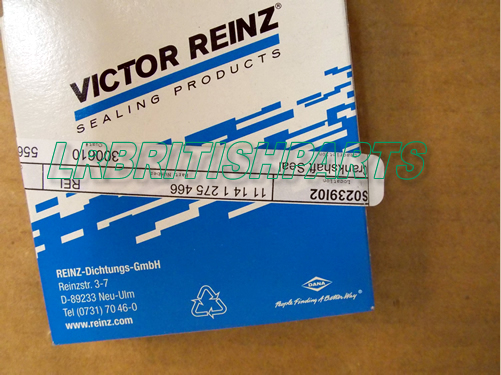 VICTOR REINZ®
SEALING PRODUCTS
LRBRITISHPARTS
S02239I02
Crankshaft Seal
11 14 1 275 466
300610
REI
556
REINZ-Dichtungs-GmbH
Reinzstr. 3-7
D-89233 Neu-Ulm
Tel (0731) 70 46-0
www.reinz.com
DANA
People Finding A Better Way®